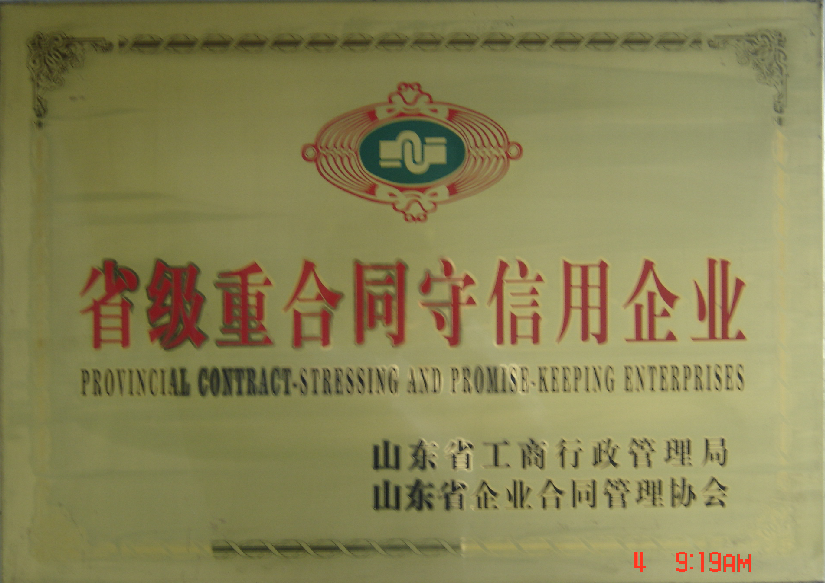 省级重合同守信用企业
PROVINCIAL CONTRACT-STRESSING AND PROMISE-KEEPING ENTERPRISES
山东省工商行政管理局
山东省企业合同管理协会
4 9:19AM